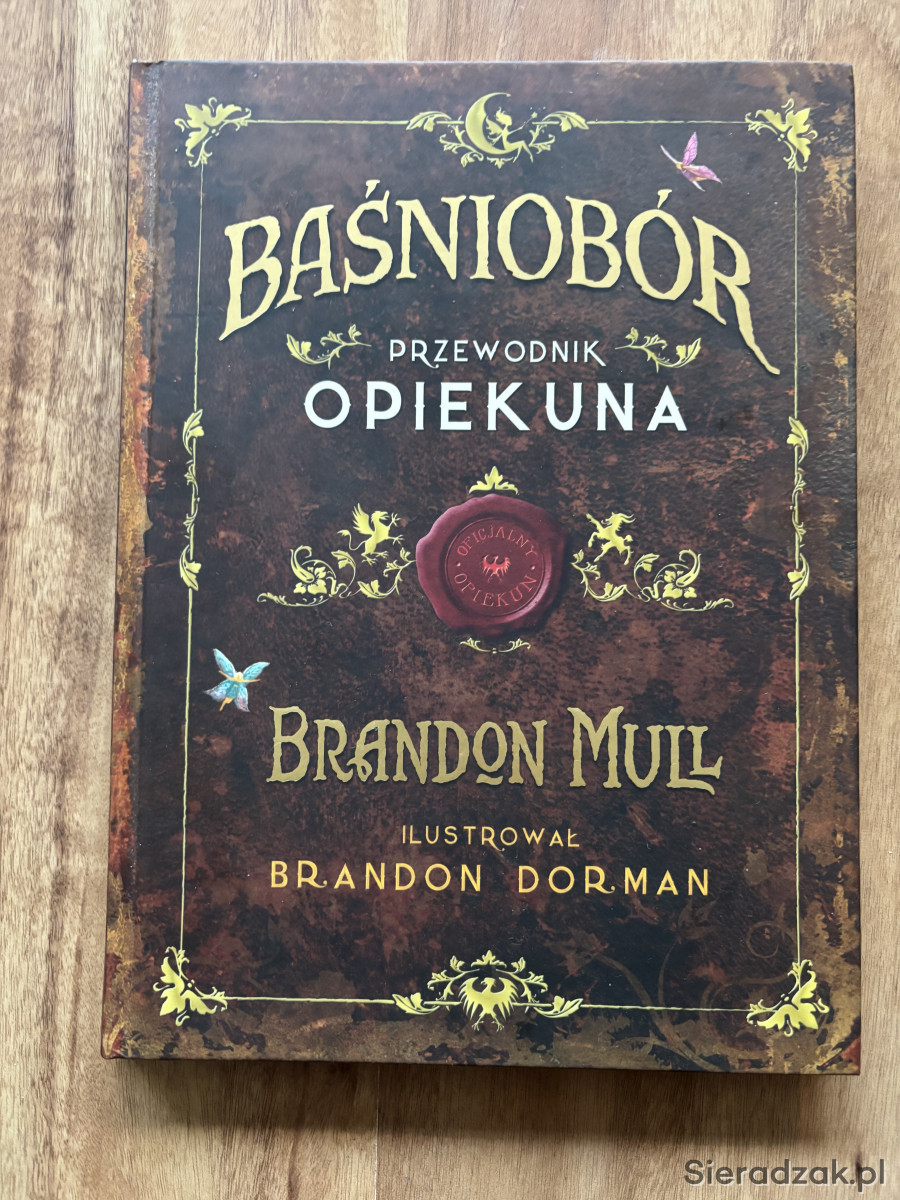 BAŚNIOBÓR
PRZEWODNIK
OPIEKUNA
OFICJALNY
OPIEKUN
BRANDON MULL
ILUSTROWAŁ
BRANDON DORMAN
Sieradzak.pl